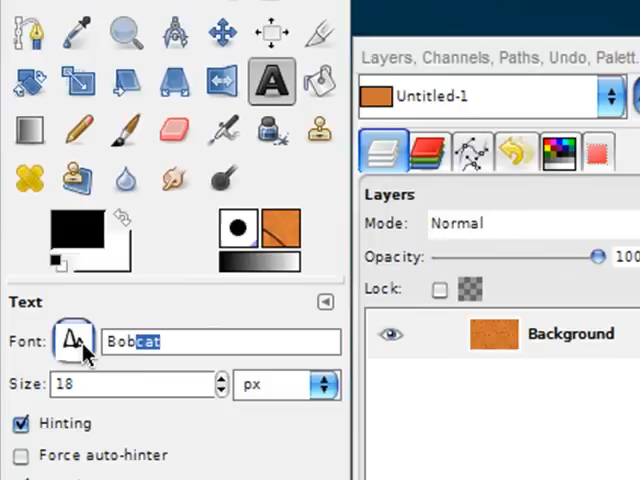 Layers, Channels, Paths, Undo, Palett.
Untitled-1
Layers
Mode: Normal
Opacity: 100
Lock:
Background
Text
Font: Bobcat
Size: 18 px
Hinting
Force auto-hinter